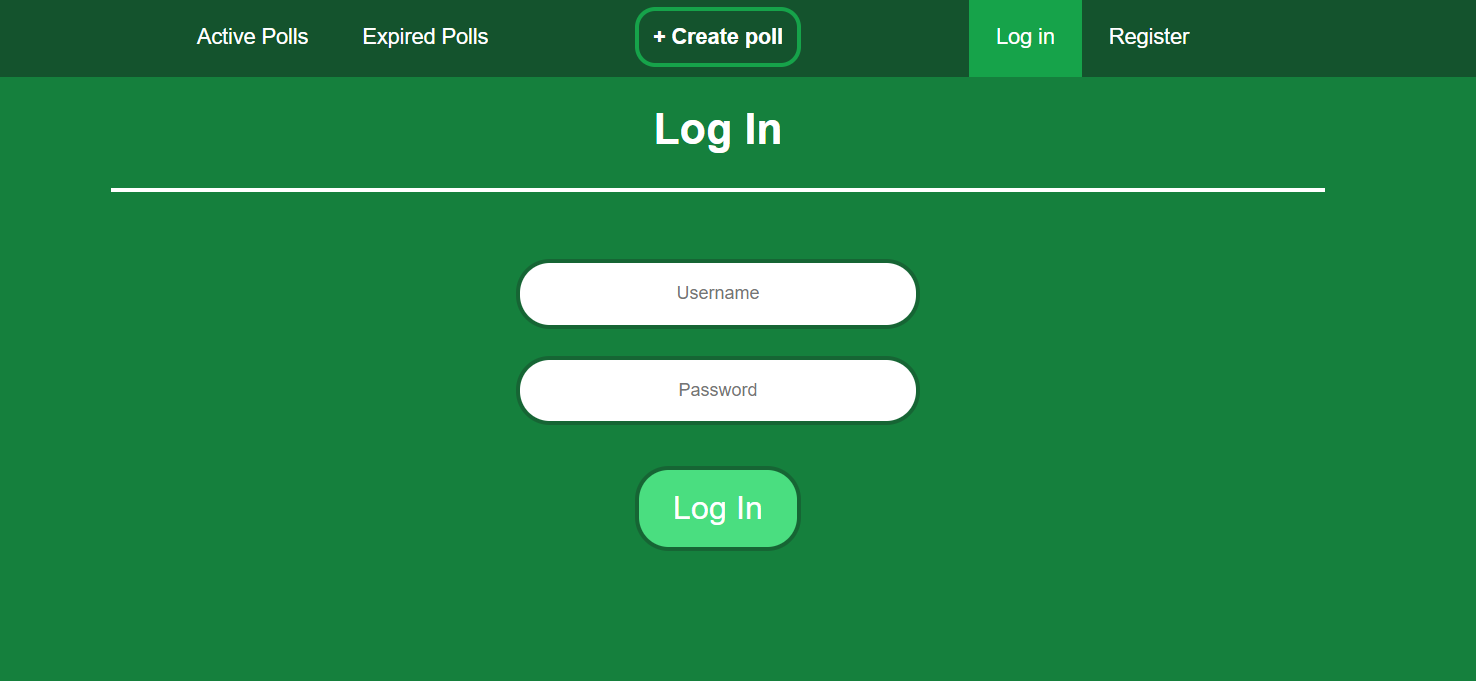 Active Polls Expired Polls + Create poll Log in Register
Log In
Username
Password
Log In